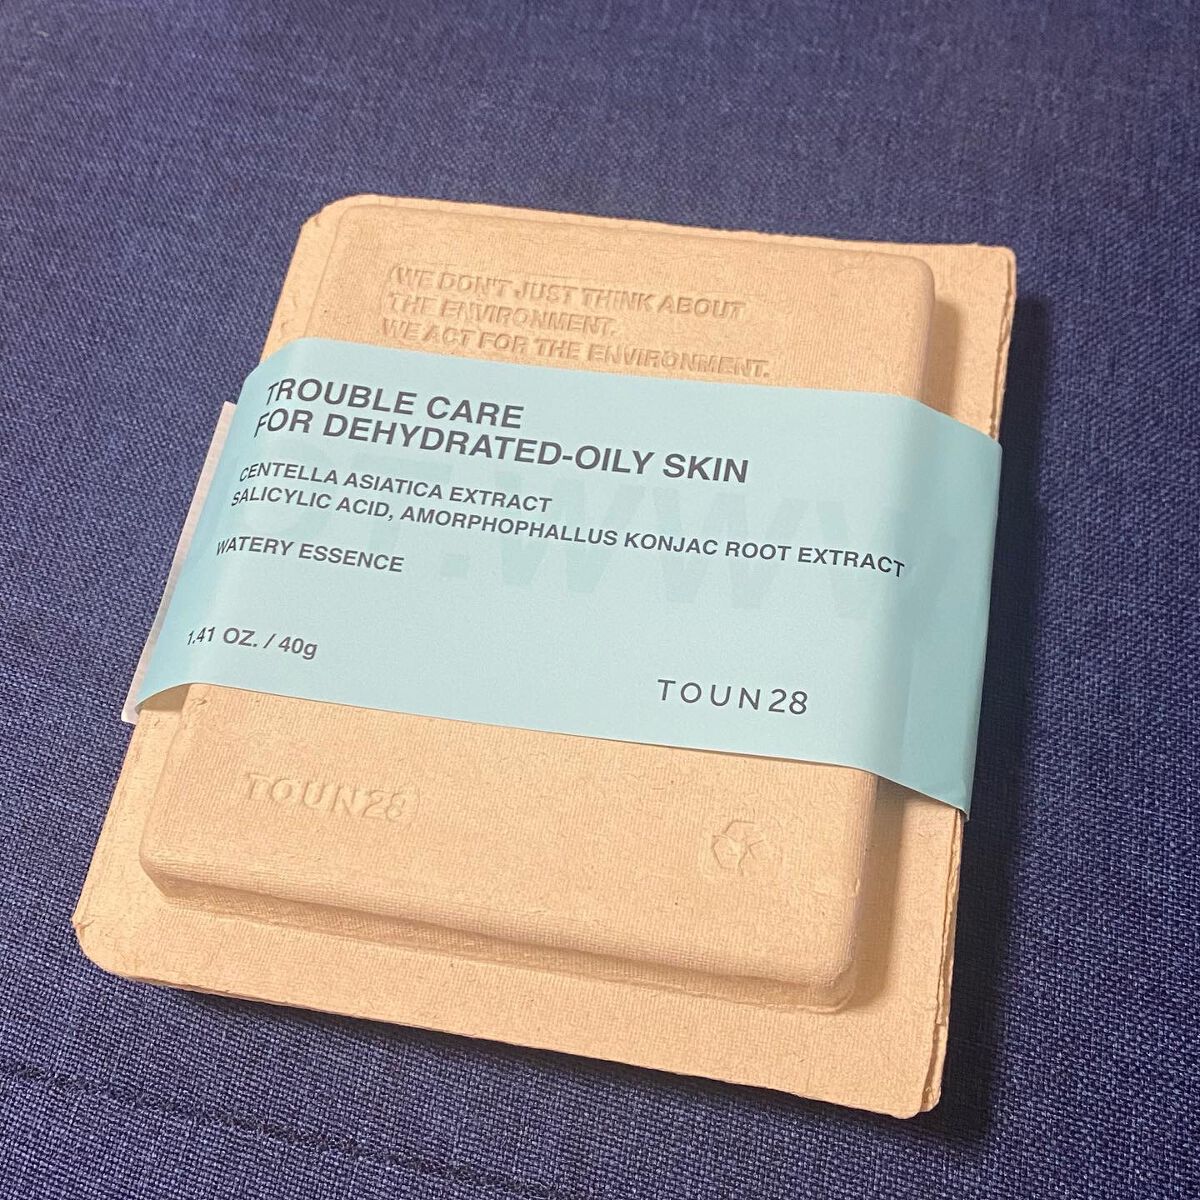 (WE DON'T JUST THINK ABOUT
THE ENVIRONMENT.
WE ACT FOR THE ENVIRONMENT.
TROUBLE CARE
FOR DEHYDRATED-OILY SKIN
CENTELLA ASIATICA EXTRACT
SALICYLIC ACID, AMORPHOPHALLUS KONJAC ROOT EXTRACT
WATERY ESSENCE
1.41 OZ. / 40g
TOUN28
TOUN28